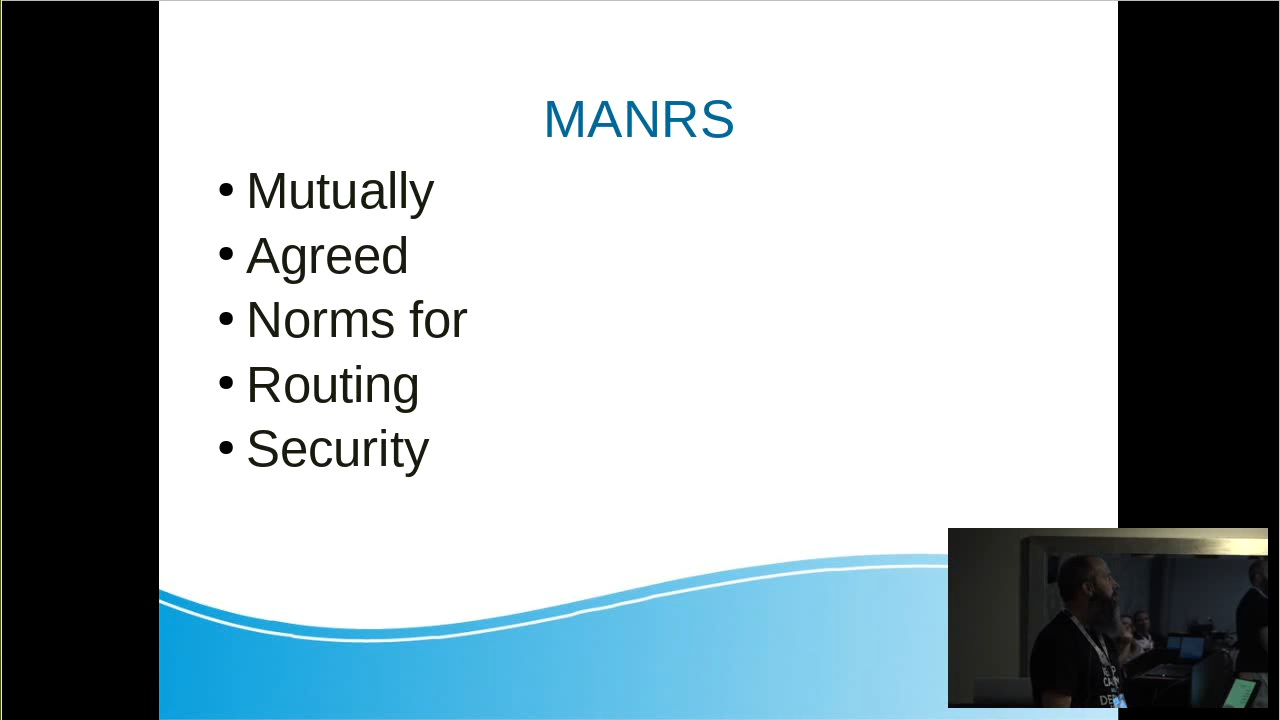 MANRS
• Mutually
• Agreed
• Norms for
• Routing
• Security